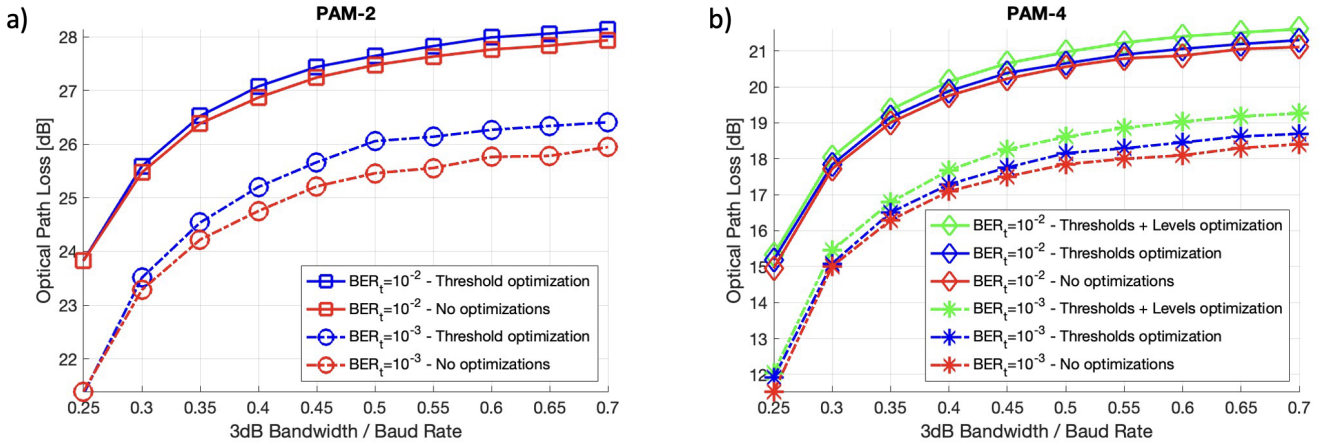 a)
PAM-2
Optical Path Loss [dB]
28
27
26
25
24
23
22
BERt=10-2 - Threshold optimization
BERt=10-2 - No optimizations
BERt=10-3 - Threshold optimization
BERt=10-3 - No optimizations
0.25 0.3 0.35 0.4 0.45 0.5 0.55 0.6 0.65 0.7
3dB Bandwidth / Baud Rate
b)
PAM-4
Optical Path Loss [dB]
21
20
19
18
17
16
15
14
13
12
BERt=10-2 - Thresholds + Levels optimization
BERt=10-2 - Thresholds optimization
BERt=10-2 - No optimizations
BERt=10-3 - Thresholds + Levels optimization
BERt=10-3 - Thresholds optimization
BERt=10-3 - No optimizations
0.25 0.3 0.35 0.4 0.45 0.5 0.55 0.6 0.65 0.7
3dB Bandwidth / Baud Rate